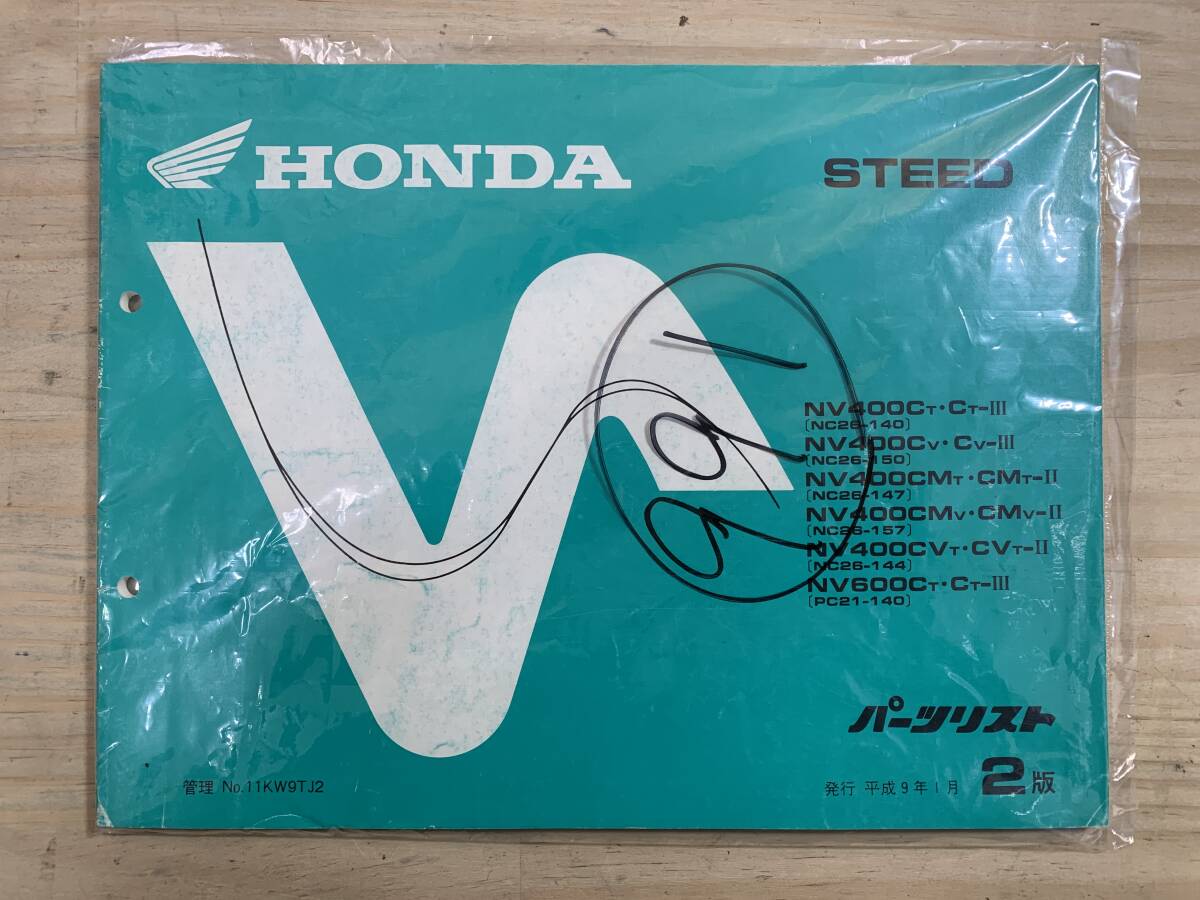 HONDA
STEED
NV400CT・CT-III
〔NC26-140〕
NV400CV・CV-III
〔NC26-150〕
NV400CMT・CMT-II
〔NC26-147〕
NV400CMV・CMV-II
〔NC26-157〕
NV400CVT・CVT-II
〔NC26-144〕
NV600CT・CT-III
〔PC21-140〕
パーツリスト
管理 No.11KW9TJ2
発行 平成9年1月 2版